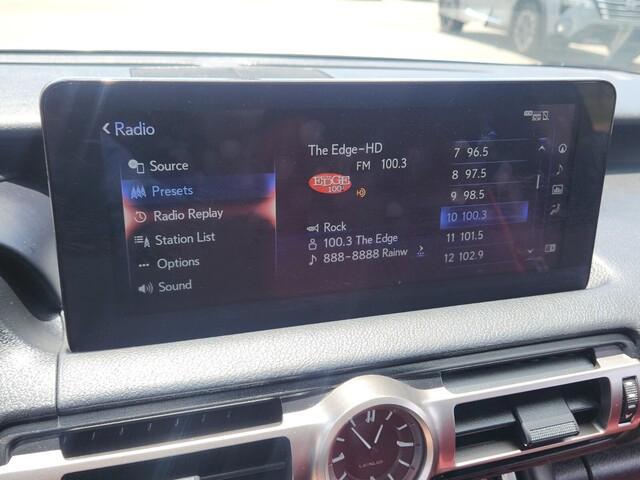 Radio
Source
Presets
Radio Replay
Station List
Options
Sound
The Edge-HD
FM 100.3
EDGE
100
Rock
100.3 The Edge
888-8888 Rainw
7 96.5
8 97.5
9 98.5
10 100.3
11 101.5
12 102.9
LEXUS